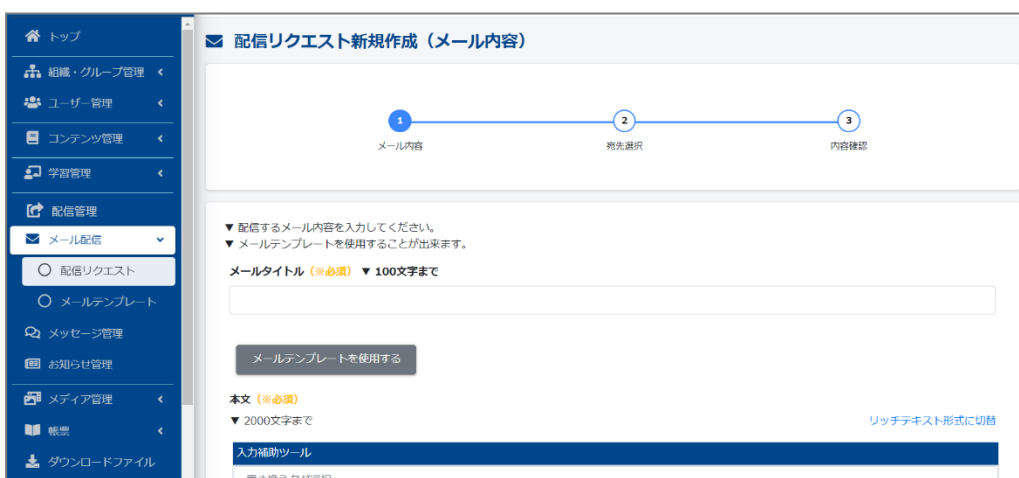 トップ
組織・グループ管理
ユーザー管理
コンテンツ管理
学習管理
配信管理
メール配信
配信リクエスト
メールテンプレート
メッセージ管理
お知らせ管理
メディア管理
帳票
ダウンロードファイル
配信リクエスト新規作成（メール内容）
1 2 3
メール内容 宛先選択 内容確認
▼ 配信するメール内容を入力してください。
▼ メールテンプレートを使用することが出来ます。
メールタイトル（※必須） ▼ 100文字まで
メールテンプレートを使用する
本文（※必須）
▼ 2000文字まで リッチテキスト形式に切替
入力補助ツール